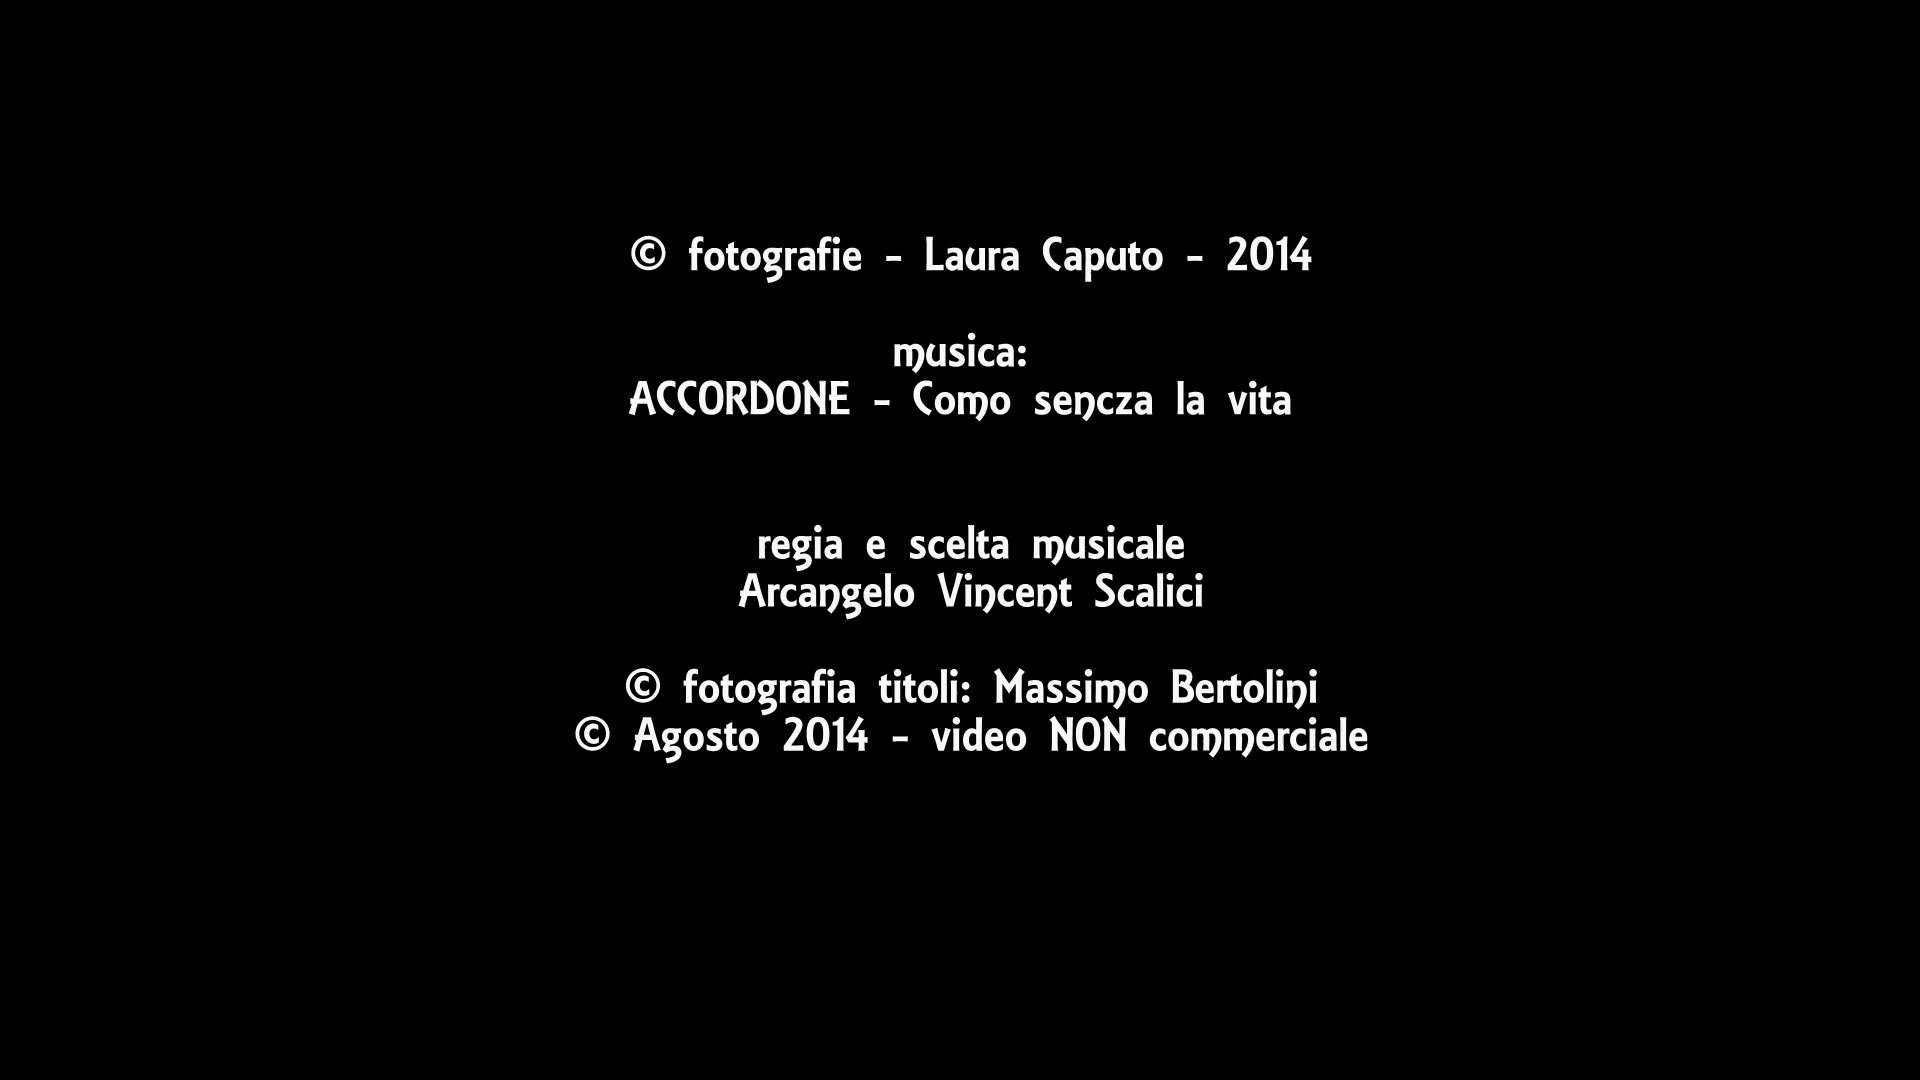 © fotografie - Laura Caputo - 2014
musica:
ACCORDONE - Como sencza la vita
regia e scelta musicale
Arcangelo Vincent Scalici
© fotografia titoli: Massimo Bertolini
© Agosto 2014 - video NON commerciale